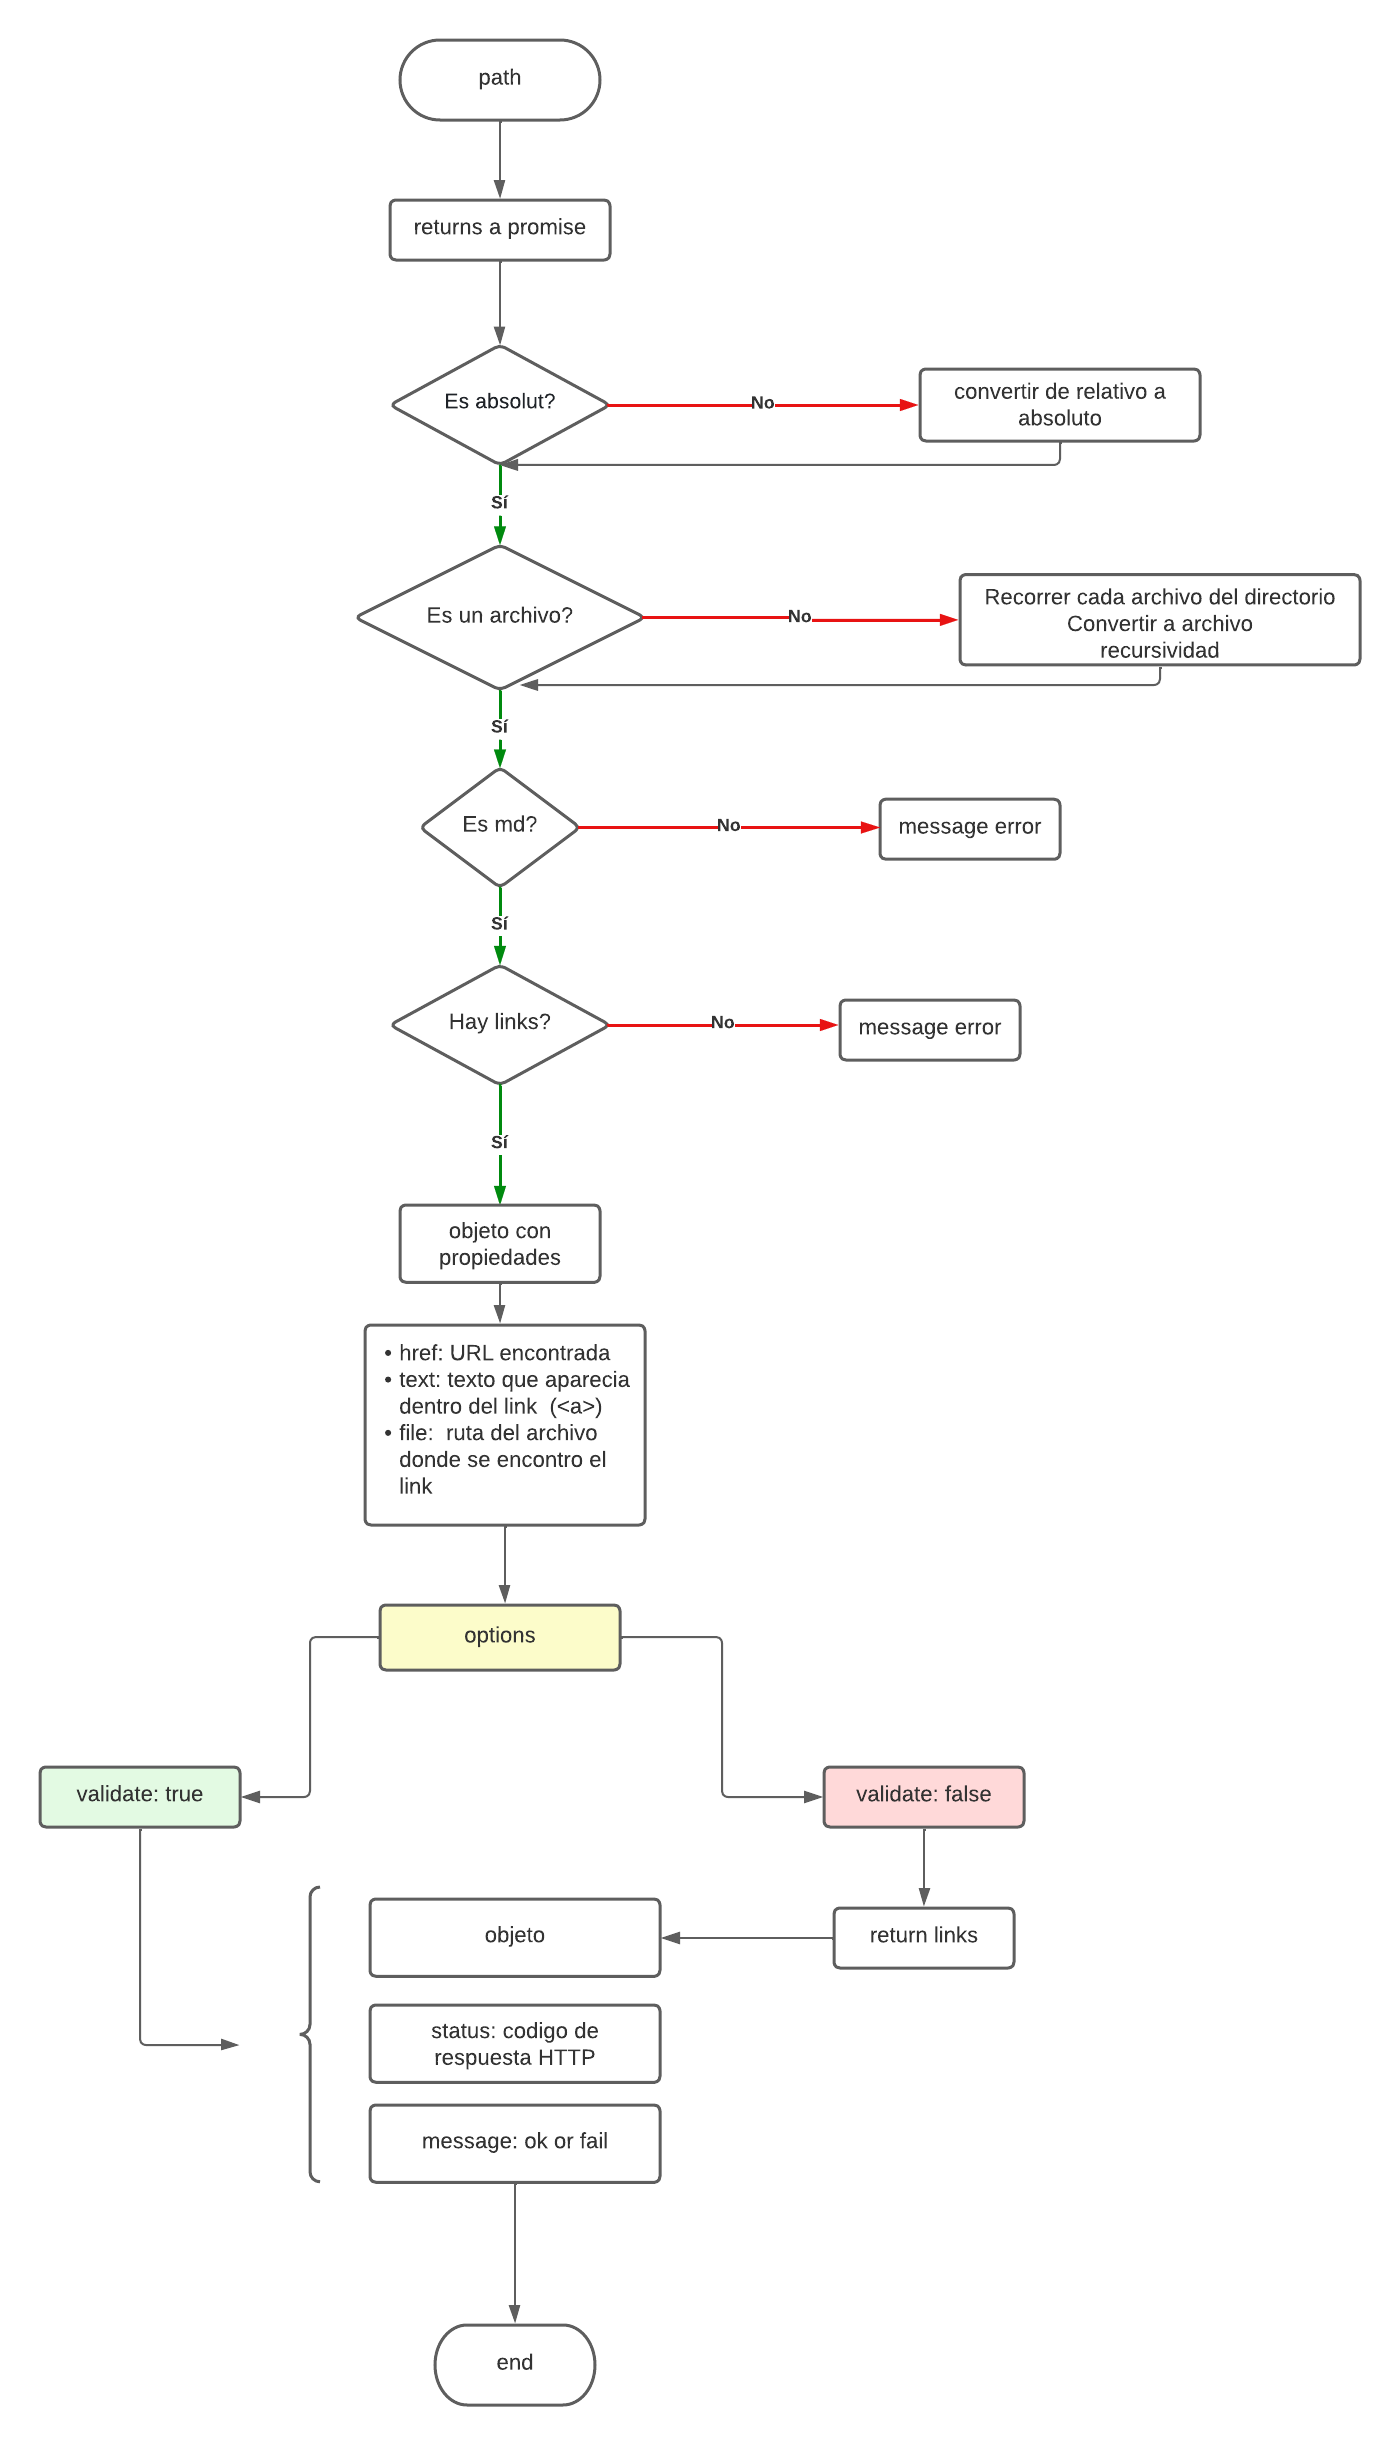 path
returns a promise
Es absolut?
No
convertir de relativo a
absoluto
Sí
Es un archivo?
No
Recorrer cada archivo del directorio
Convertir a archivo
recursividad
Sí
Es md?
No
message error
Sí
Hay links?
No
message error
Sí
objeto con
propiedades
• href: URL encontrada
• text: texto que aparecia
dentro del link (<a>)
• file: ruta del archivo
donde se encontro el
link
options
validate: true
validate: false
objeto
return links
status: codigo de
respuesta HTTP
message: ok or fail
end